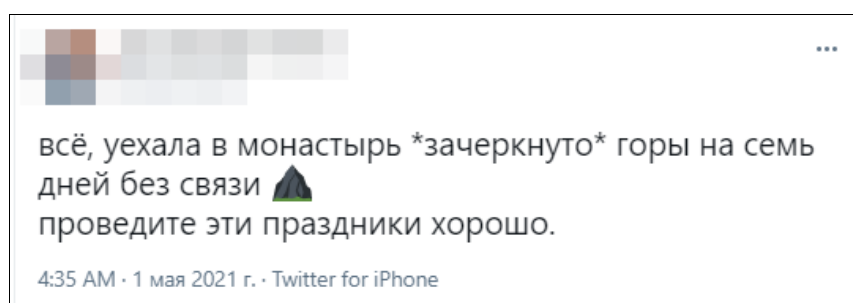 всё, уехала в монастырь *зачеркнуто* горы на семь
дней без связи ⛰
проведите эти праздники хорошо.
4:35 AM · 1 мая 2021 г. · Twitter for iPhone